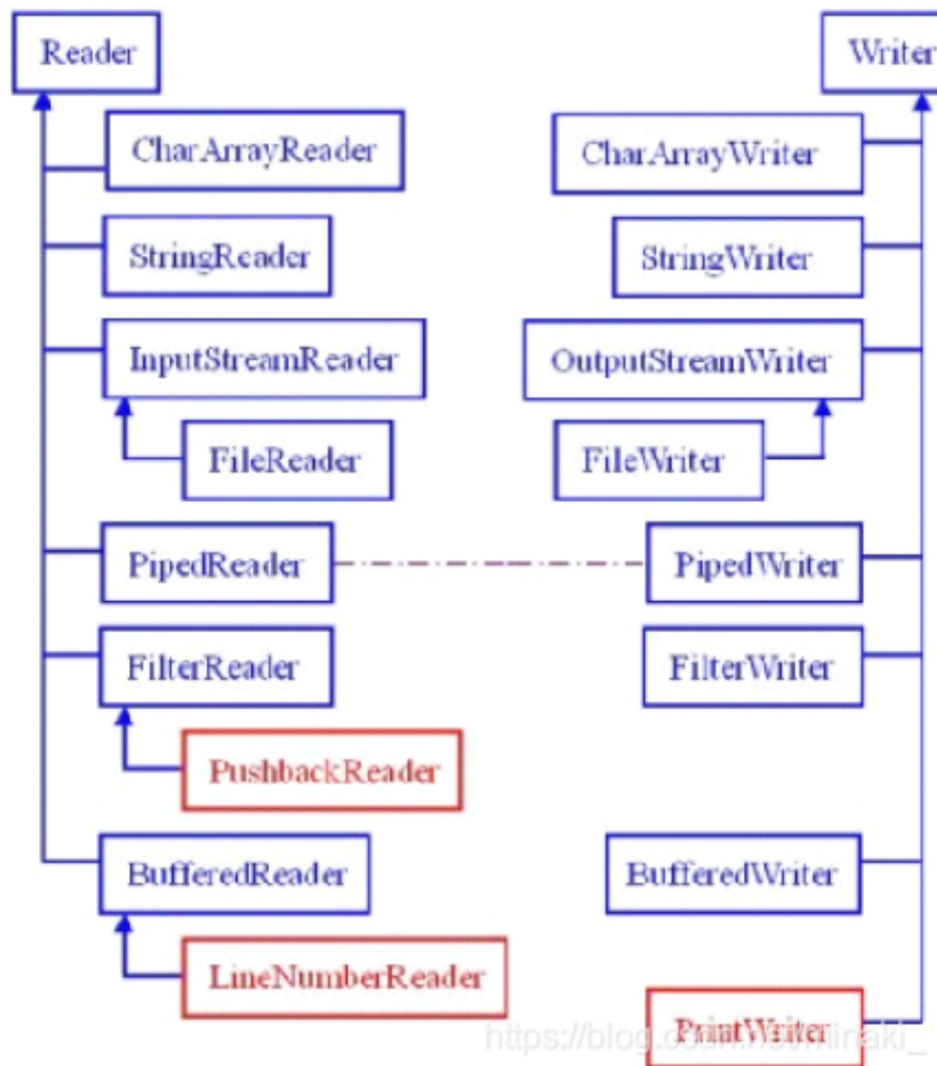 Reader
Writer
CharArrayReader
CharArrayWriter
StringReader
StringWriter
InputStreamReader
OutputStreamWriter
FileReader
FileWriter
PipedReader
PipedWriter
FilterReader
FilterWriter
PushbackReader
BufferedReader
BufferedWriter
LineNumberReader
PrintWriter